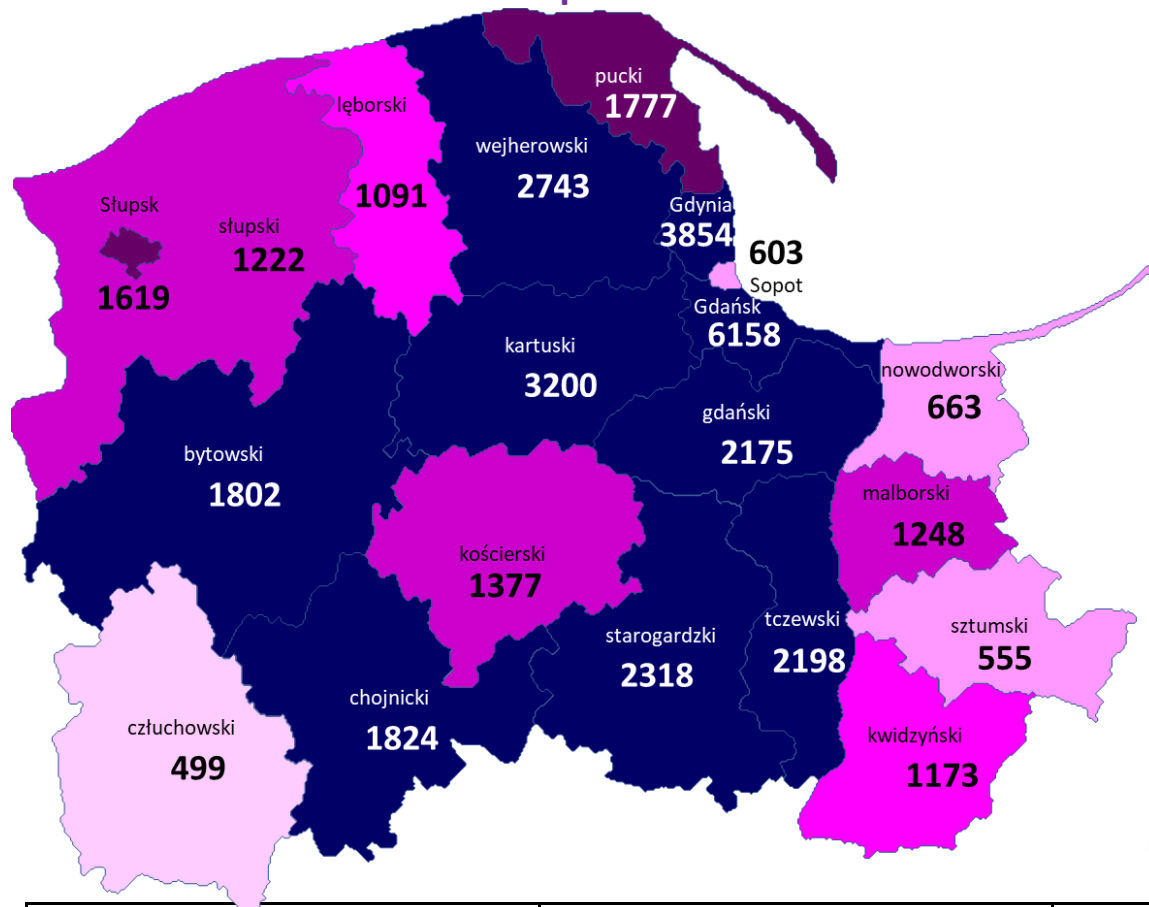 pucki
1777
lęborski
wejherowski
2743
1091
Słupsk
słupski
1222
1619
Gdynia
3854
603
Sopot
Gdańsk
6158
kartuski
3200
nowodworski
663
gdański
2175
bytowski
1802
malborski
1248
kościerski
1377
starogardzki
2318
tczewski
2198
sztumski
555
chojnicki
1824
człuchowski
499
kwidzyński
1173